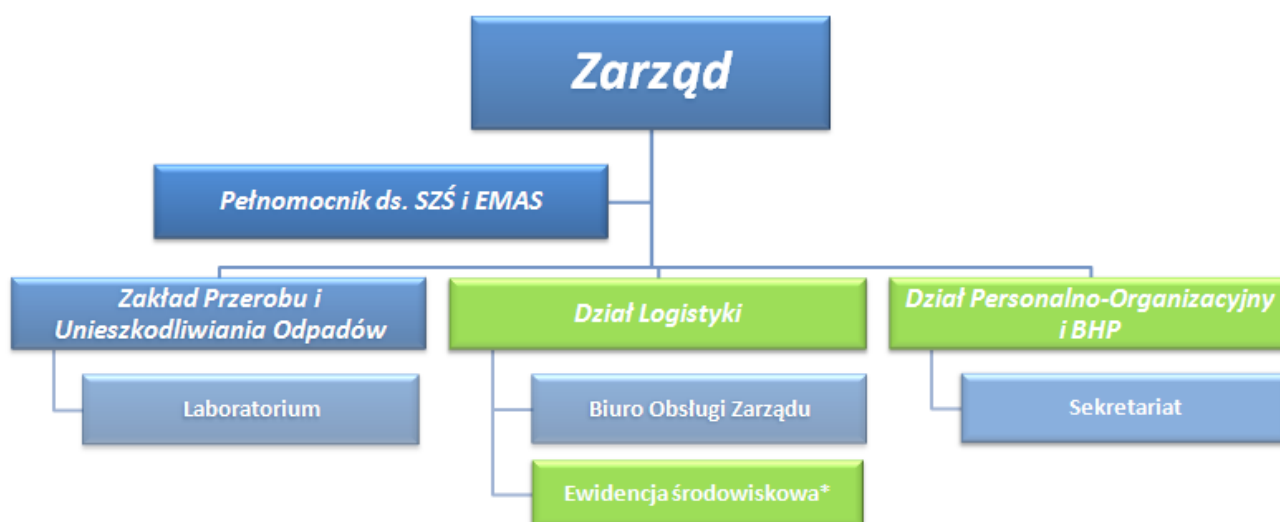 Zarząd
Pełnomocnik ds. SZŚ i EMAS
Zakład Przerobu i
Unieszkodliwiania Odpadów
Dział Logistyki
Dział Personalno-Organizacyjny
i BHP
Laboratorium
Biuro Obsługi Zarządu
Sekretariat
Ewidencja środowiskowa*